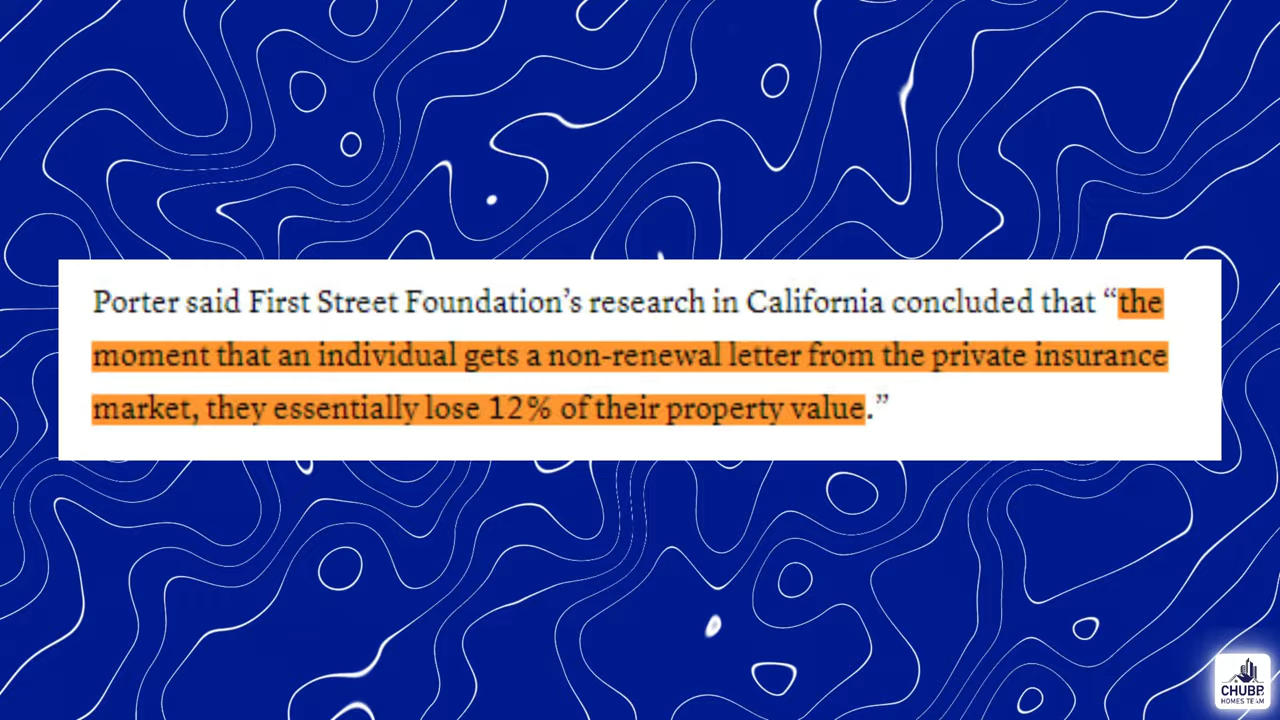 Porter said First Street Foundation’s research in California concluded that “the
moment that an individual gets a non-renewal letter from the private insurance
market, they essentially lose 12% of their property value.”
CHUBB
HOMES TEAM